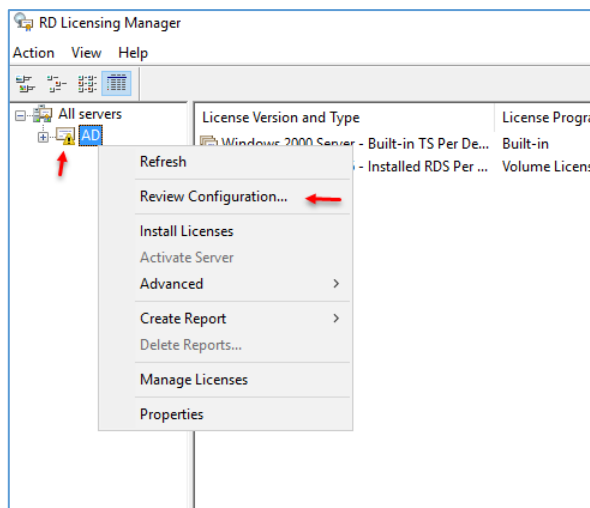 RD Licensing Manager
Action View Help
All servers
License Version and Type
License Progra
AD
Windows 2000 Server - Built-in TS Per De...
Built-in
- Installed RDS Per ...
Volume Licens
Refresh
Review Configuration...
Install Licenses
Activate Server
Advanced
Create Report
Delete Reports...
Manage Licenses
Properties